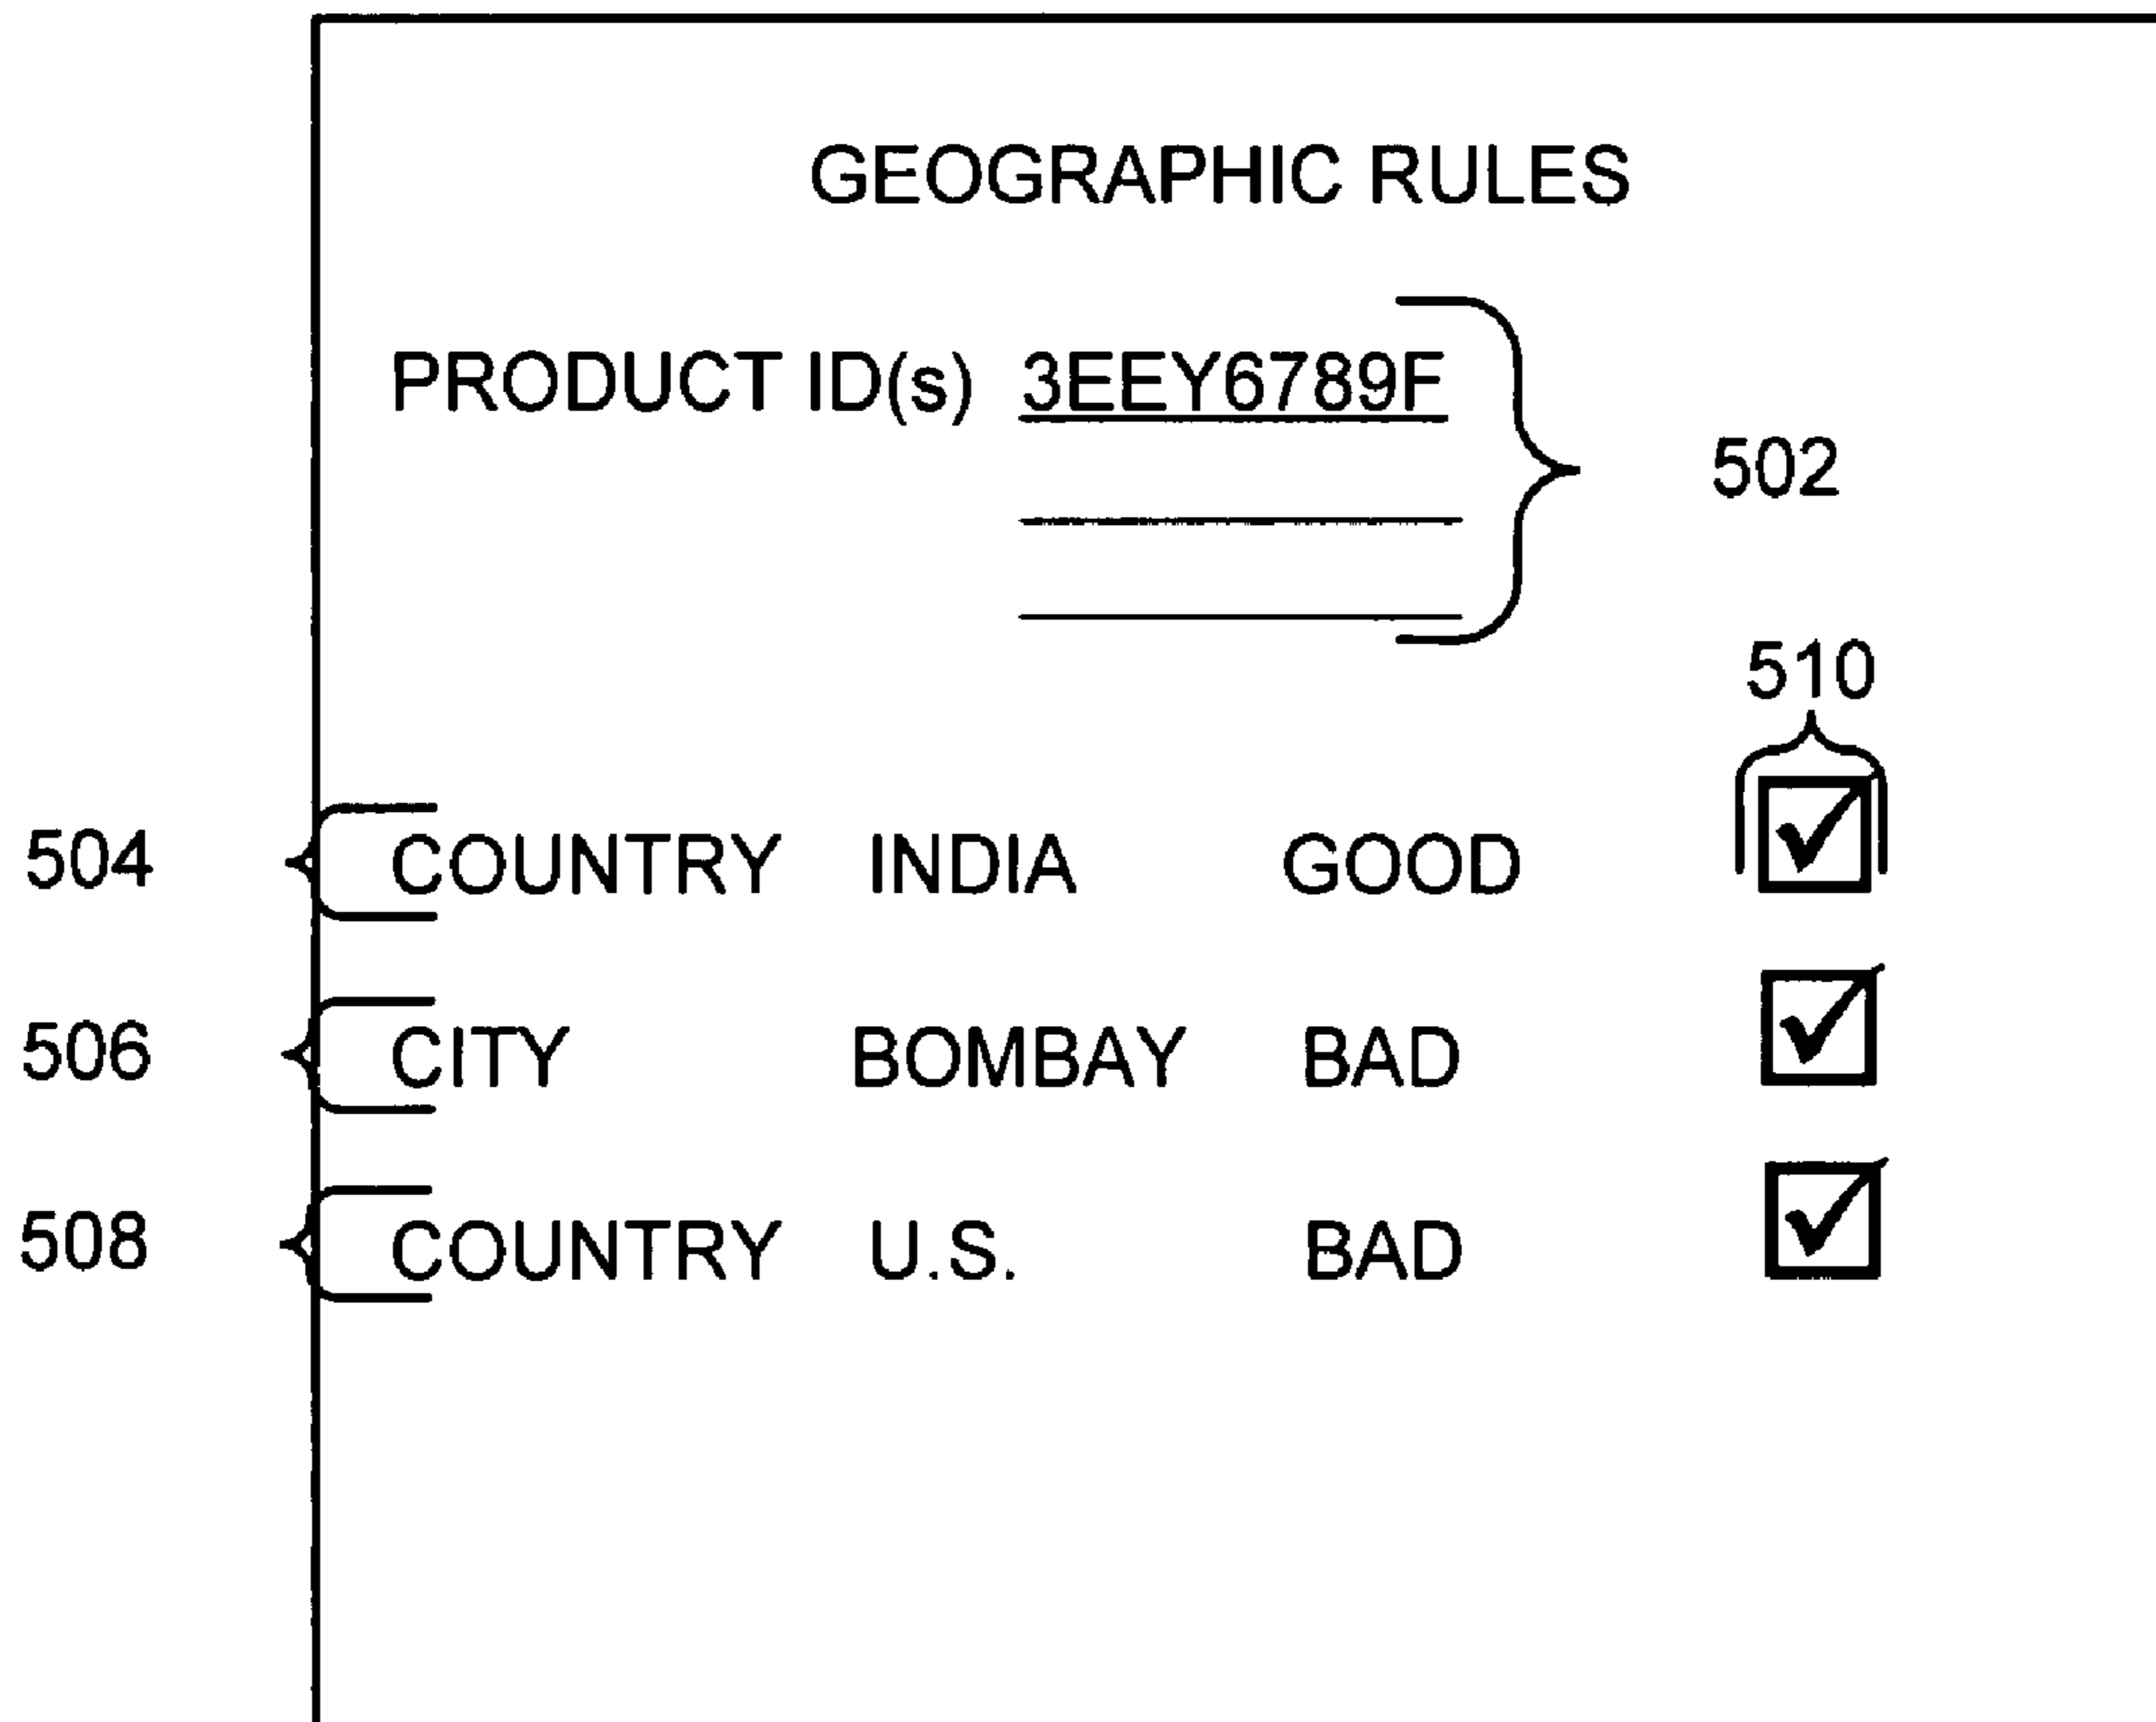 GEOGRAPHIC RULES
PRODUCT ID(s) 3EEY6789F
502
510
504 COUNTRY INDIA GOOD
506 CITY BOMBAY BAD
508 COUNTRY U.S. BAD